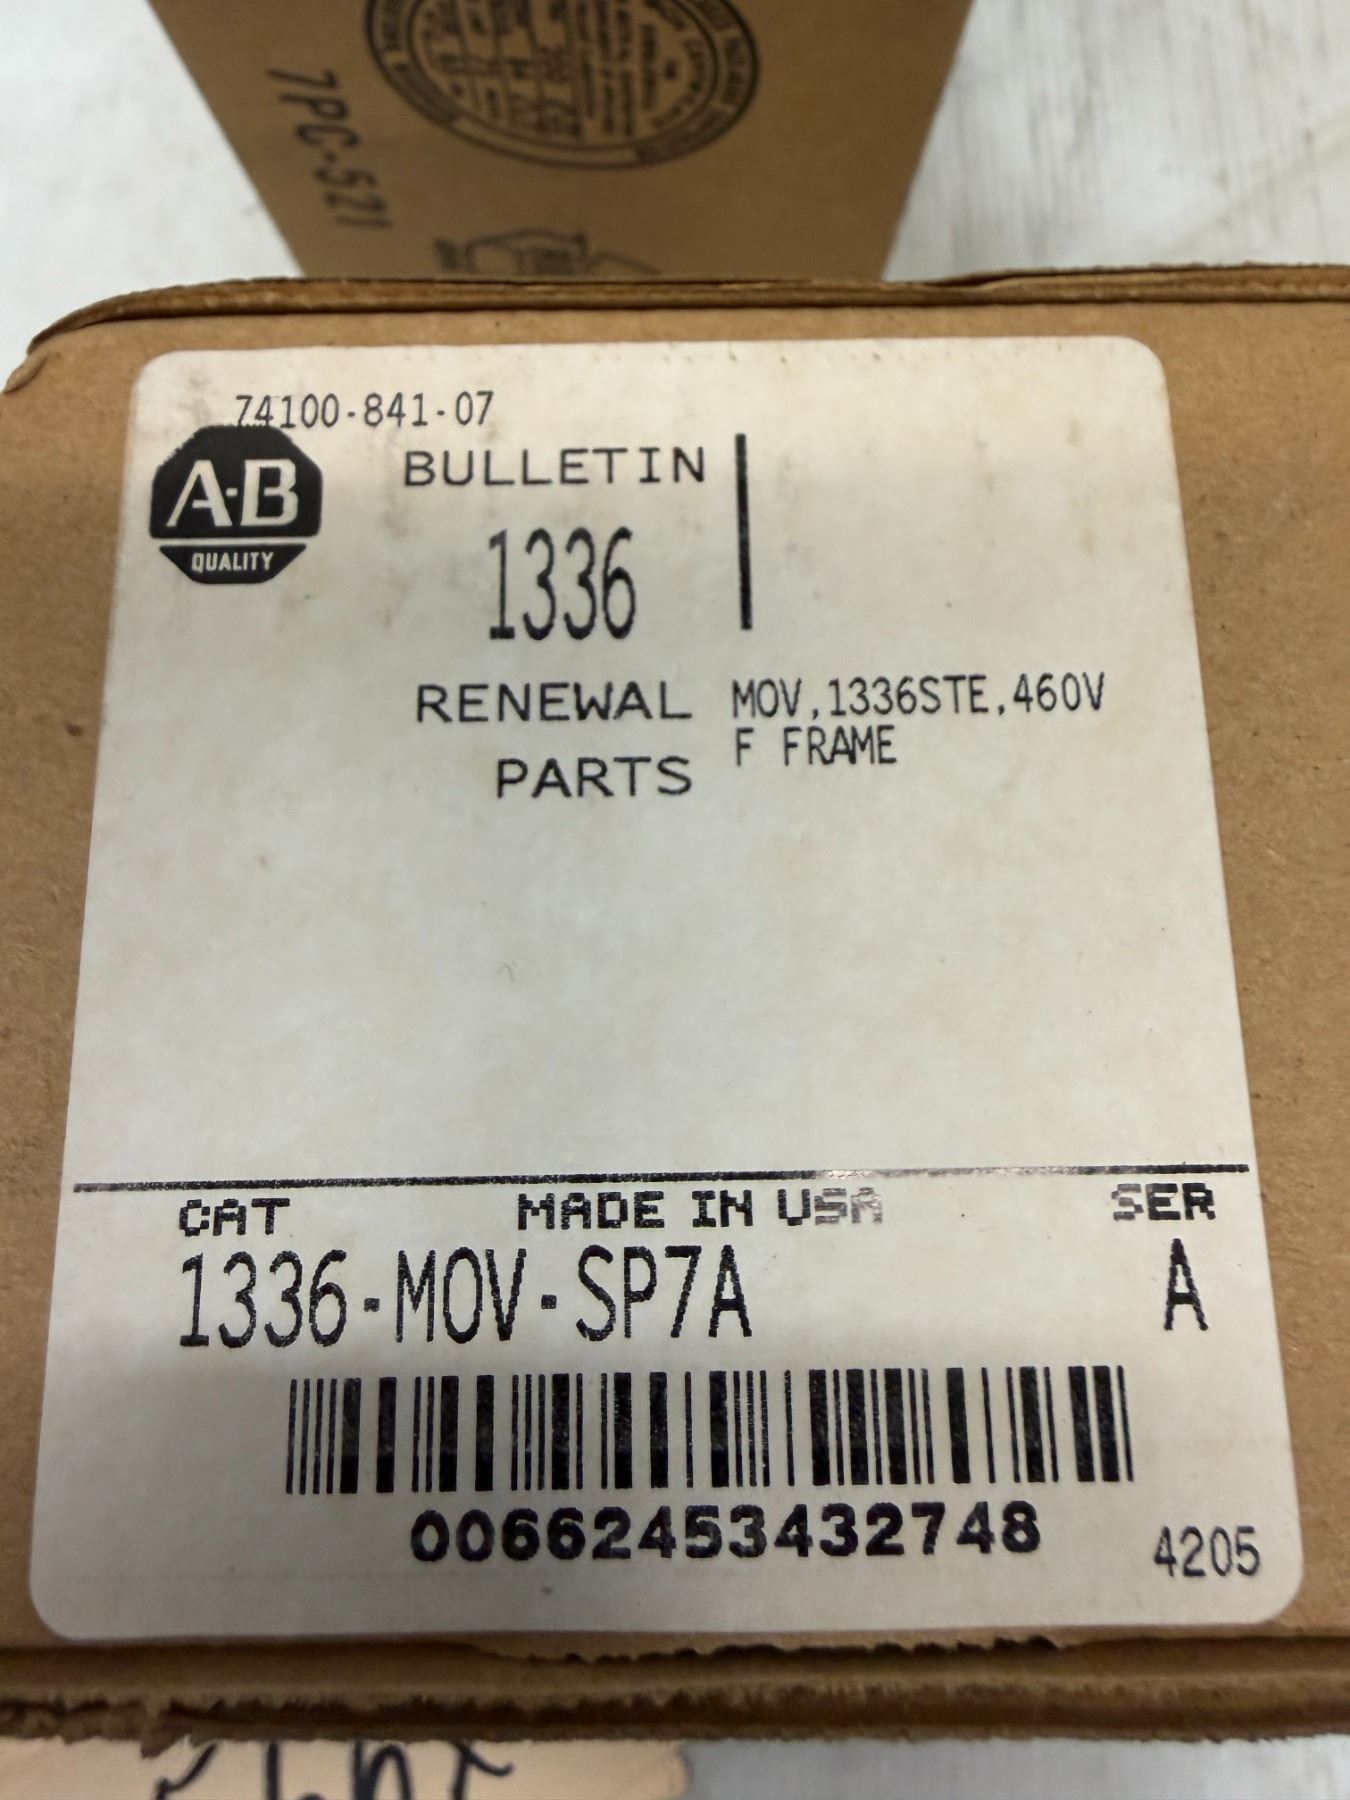 7PC-521
74100-841-07
A-B
QUALITY
BULLETIN
1336
RENEWAL
PARTS
MOV,1336STE,460V
F FRAME
CAT
MADE IN USA
SER
1336-MOV-SP7A
A
00662453432748
4205